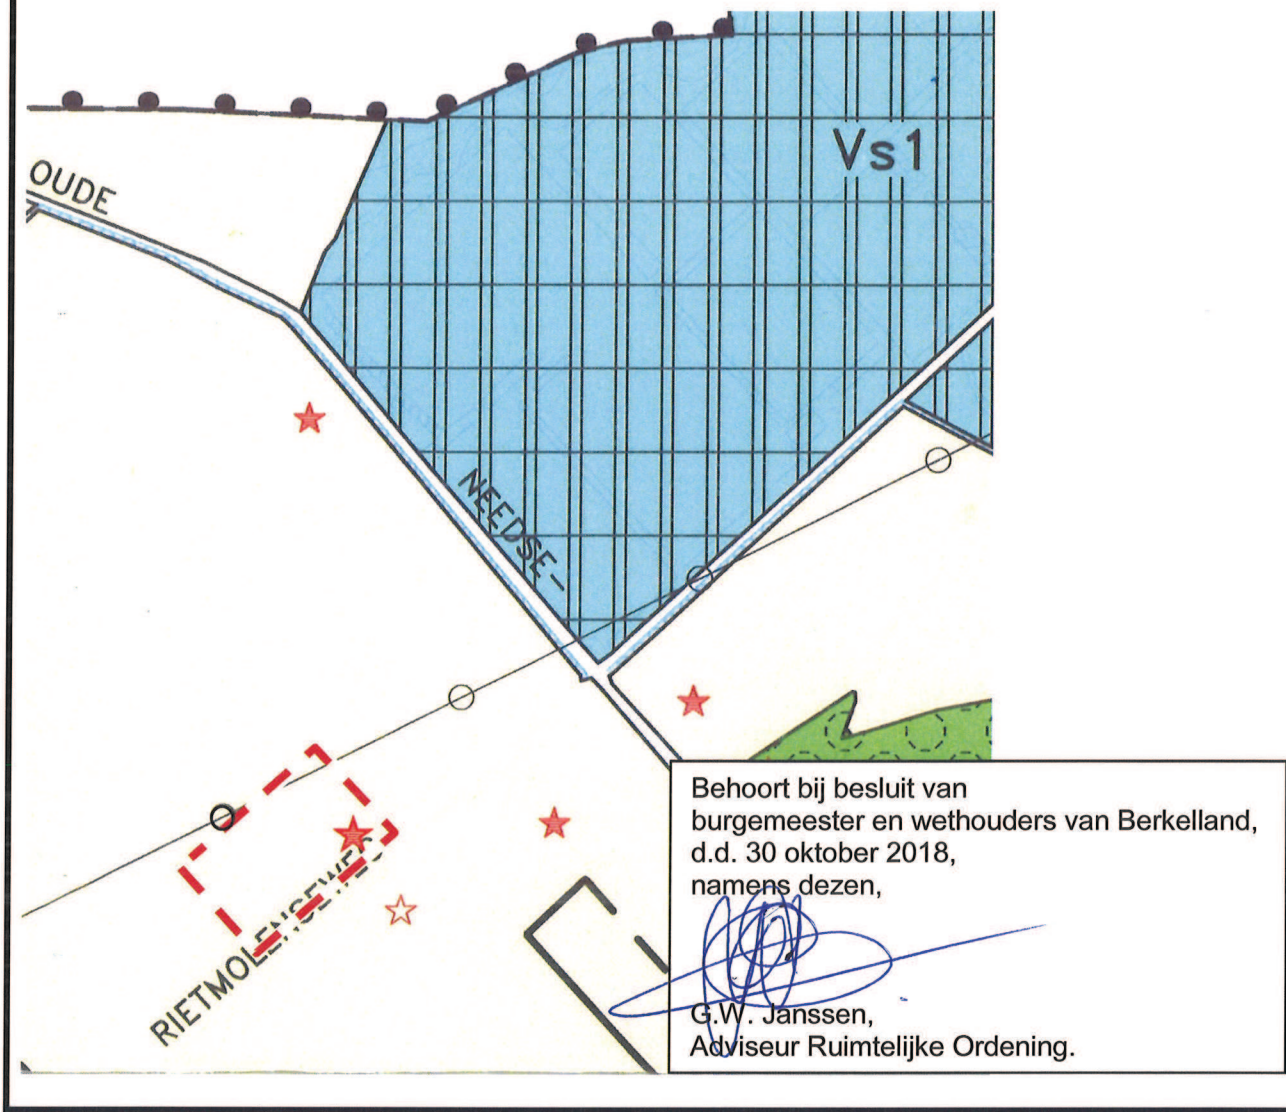 Vs1
OUDE
NEEDSE-
RIETMOLENSEWEG
Behoort bij besluit van
burgemeester en wethouders van Berkelland,
d.d. 30 oktober 2018,
namens dezen,
G.W. Janssen,
Adviseur Ruimtelijke Ordening.